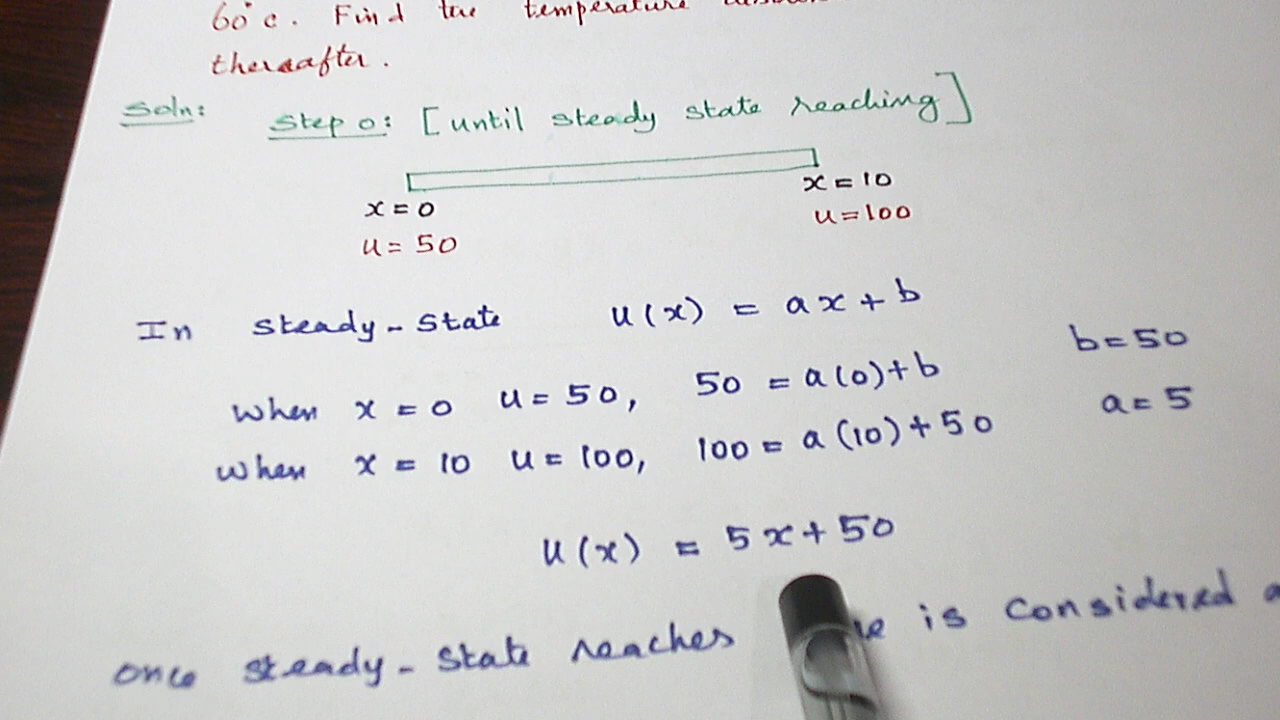 60°c. Find the temperature
thereafter.
Soln:
Step 0: [until steady state reaching]
x = 0
x = 10
u = 50
u = 100
In steady-state u(x) = ax + b
b = 50
when x = 0 u = 50, 50 = a(0)+b
a = 5
when x = 10 u = 100, 100 = a(10)+50
u(x) = 5x + 50
once steady-state reaches is considered